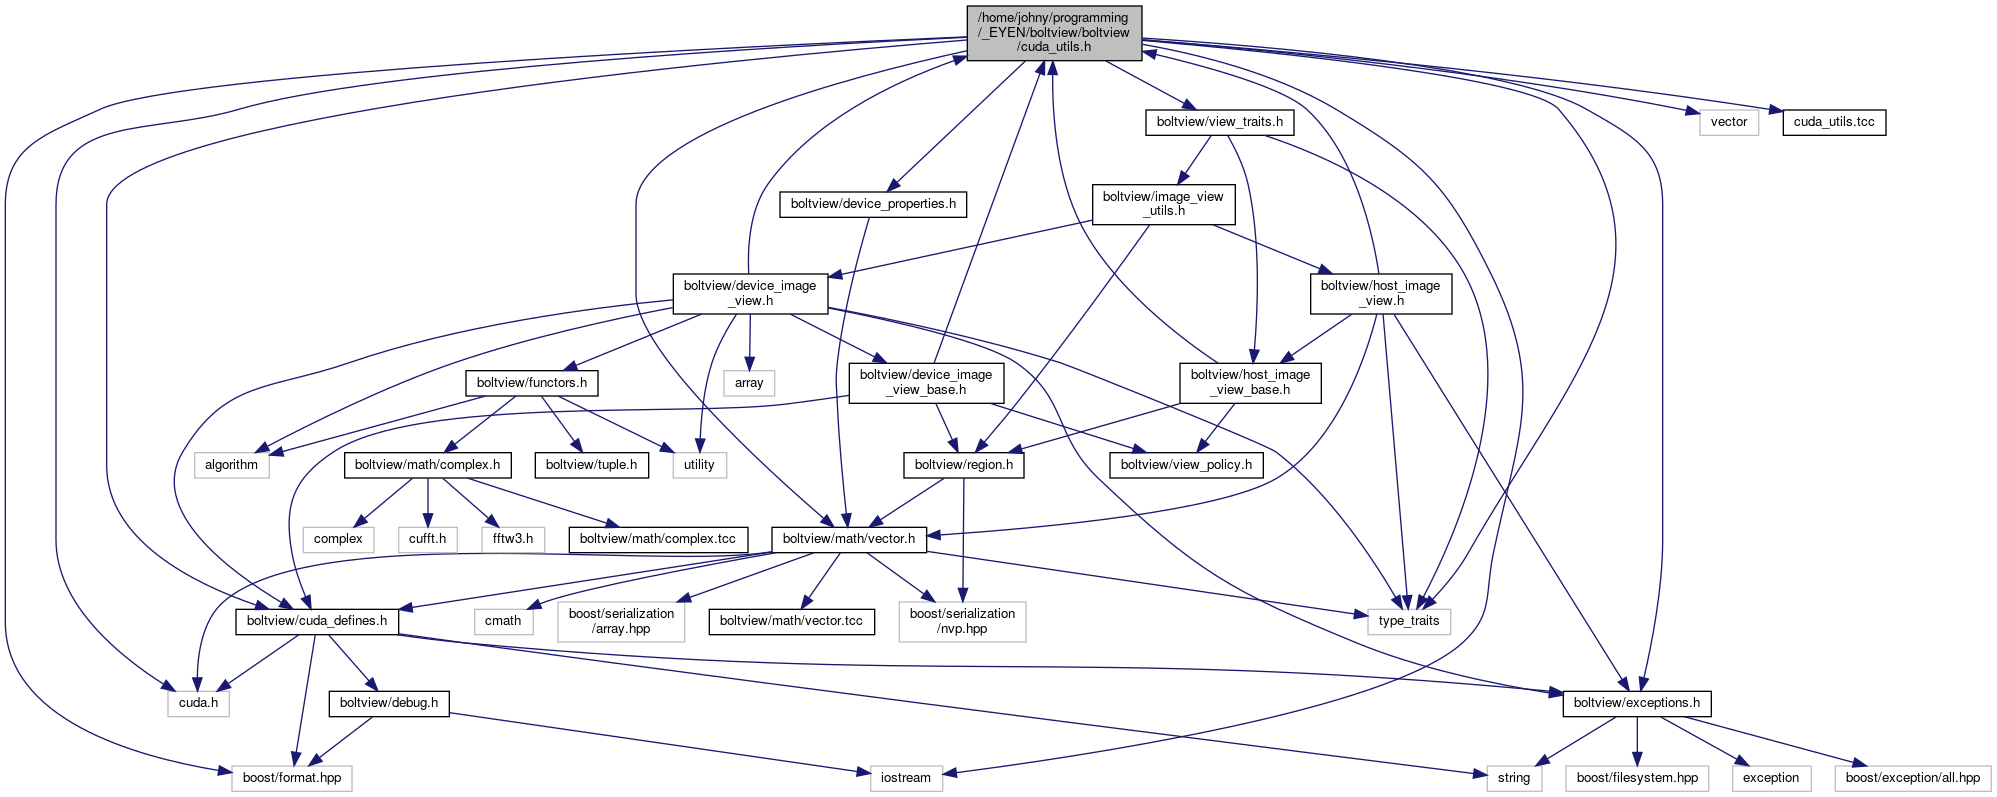 /home/johny/programming
/_EYEN/boltview/boltview
/cuda_utils.h
boltview/view_traits.h
vector
cuda_utils.tcc
boltview/device_properties.h
boltview/image_view
_utils.h
boltview/device_image
_view.h
boltview/host_image
_view.h
boltview/functors.h
array
boltview/device_image
_view_base.h
boltview/host_image
_view_base.h
algorithm
boltview/math/complex.h
boltview/tuple.h
utility
boltview/region.h
boltview/view_policy.h
complex
cufft.h
fftw3.h
boltview/math/complex.tcc
boltview/math/vector.h
boltview/cuda_defines.h
cmath
boost/serialization
/array.hpp
boltview/math/vector.tcc
boost/serialization
/nvp.hpp
type_traits
cuda.h
boltview/debug.h
boltview/exceptions.h
boost/format.hpp
iostream
string
boost/filesystem.hpp
exception
boost/exception/all.hpp